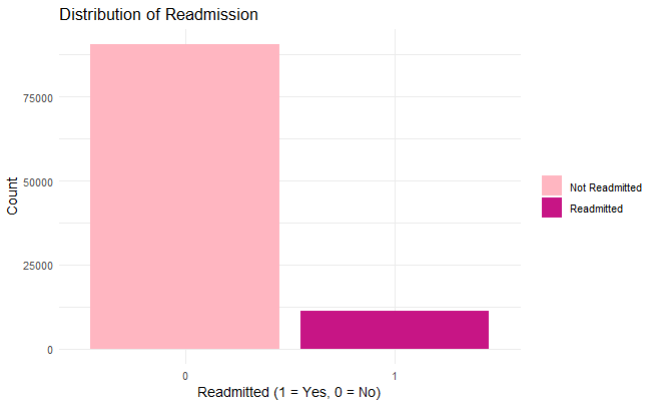 Distribution of Readmission
Count
75000
50000
25000
0
0
1
Readmitted (1 = Yes, 0 = No)
Not Readmitted
Readmitted